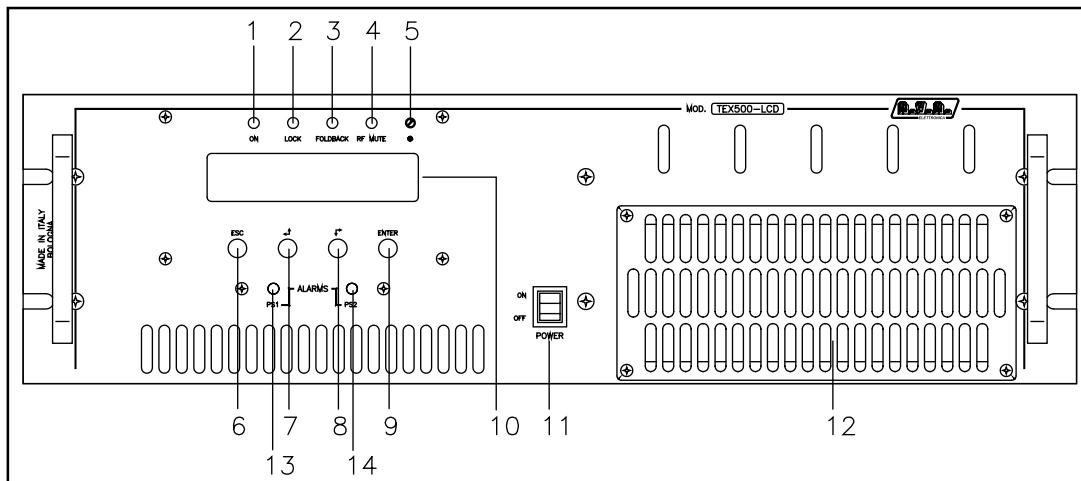 1 2 3 4 5
MOD. TEX500-LCD
R.V.R.
ELETTRONICA
ON LOCK FOLDBACK RF MUTE
MADE IN ITALY
BOLOGNA
ESC ENTER
ALARMS
PS1 PS2
ON
OFF
POWER
6 7 8 9 10 11 12
13 14